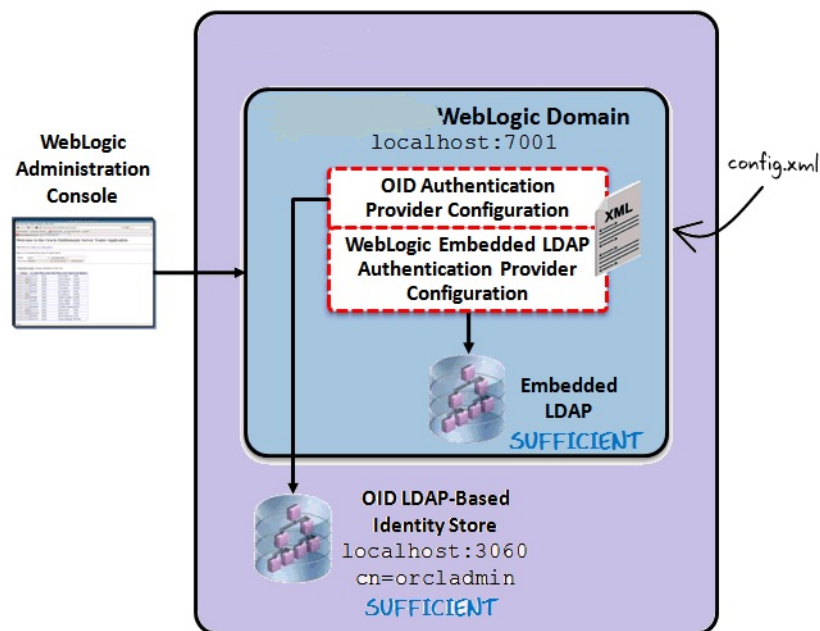 WebLogic Domain
localhost:7001
WebLogic
Administration
Console
config.xml
OID Authentication
Provider Configuration
XML
WebLogic Embedded LDAP
Authentication Provider
Configuration
Embedded
LDAP
SUFFICIENT
OID LDAP-Based
Identity Store
localhost:3060
cn=orcladmin
SUFFICIENT